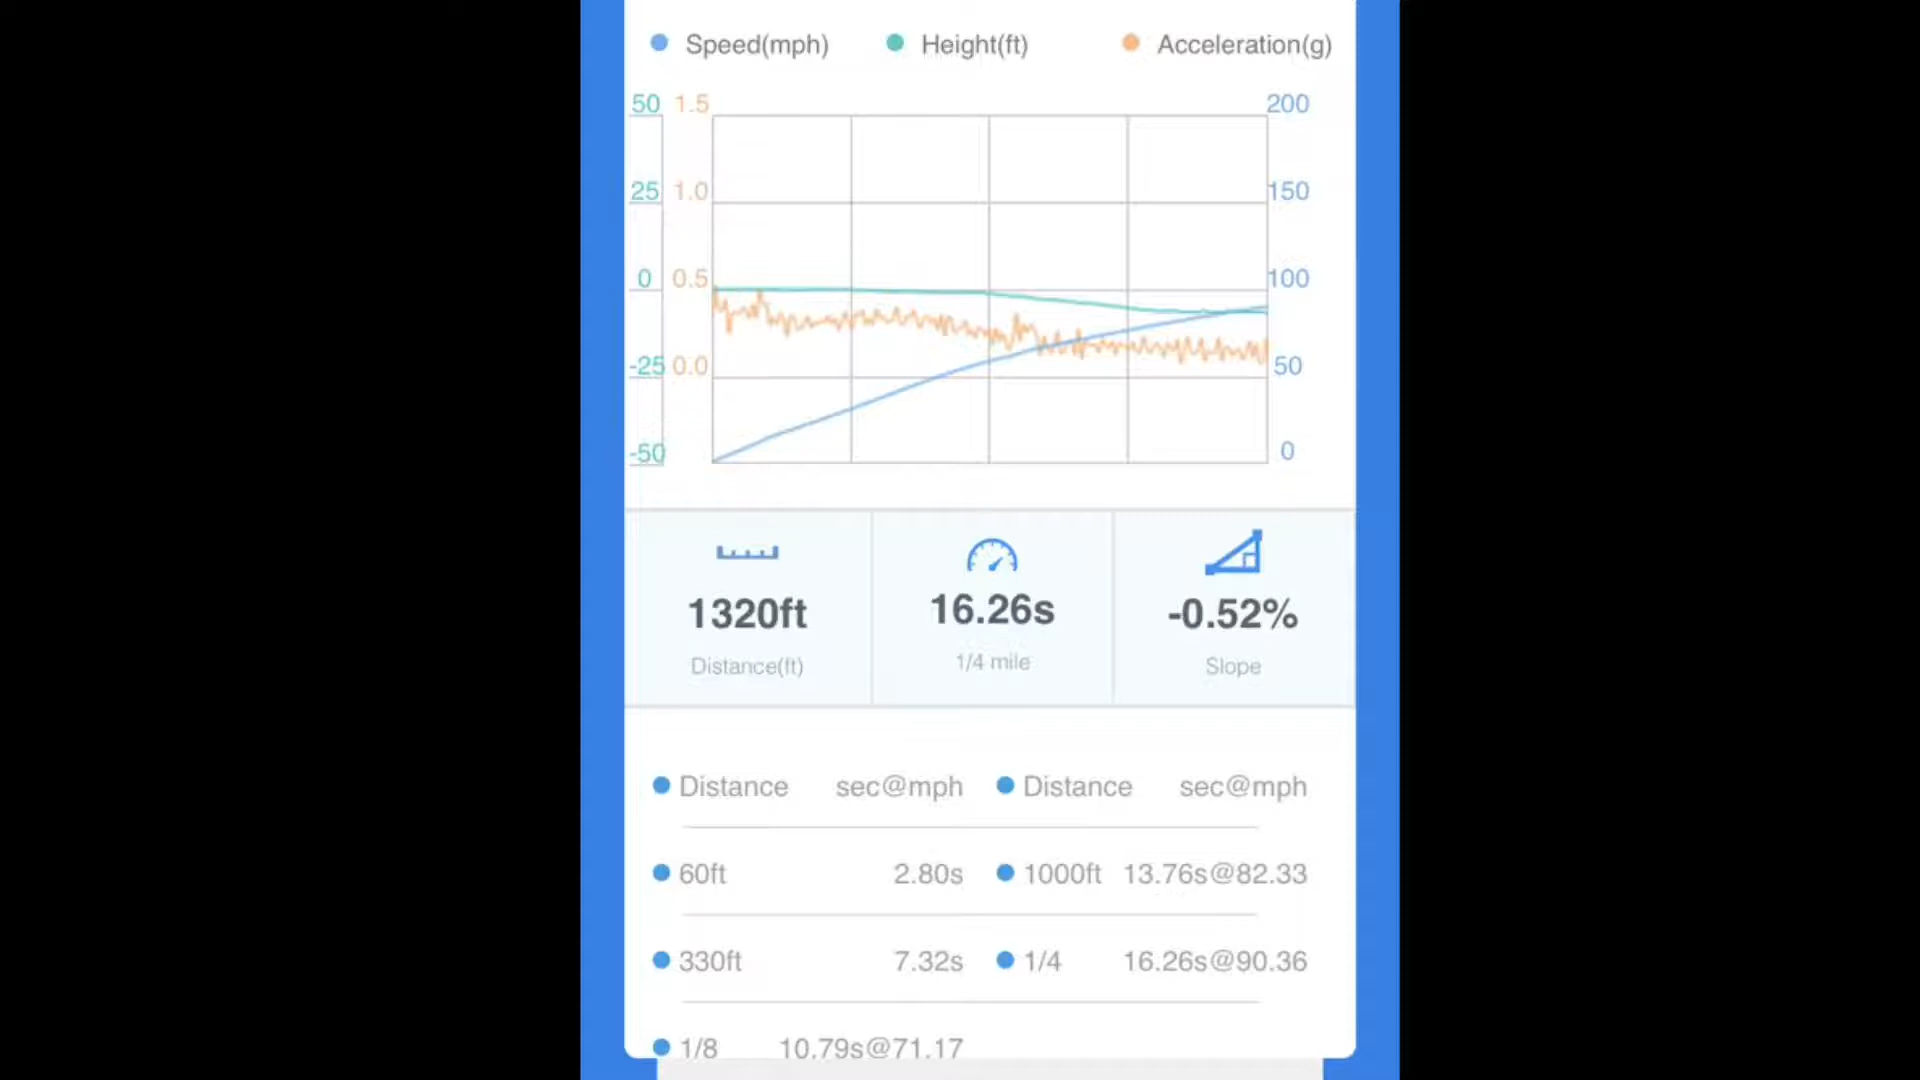 Speed(mph) Height(ft) Acceleration(g)
50 1.5 200
25 1.0 150
0 0.5 100
-25 0.0 50
-50 0
1320ft 16.26s -0.52%
Distance(ft) 1/4 mile Slope
Distance sec@mph Distance sec@mph
60ft 2.80s 1000ft 13.76s@82.33
330ft 7.32s 1/4 16.26s@90.36
1/8 10.79s@71.17